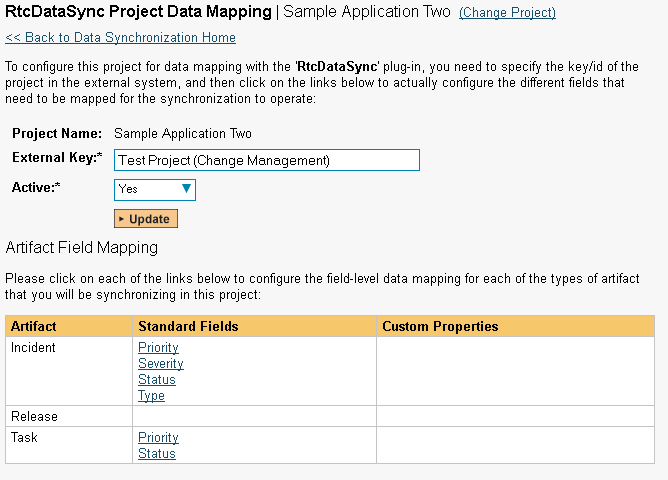 RtcDataSync Project Data Mapping | Sample Application Two (Change Project)
<< Back to Data Synchronization Home
To configure this project for data mapping with the 'RtcDataSync' plug-in, you need to specify the key/id of the
project in the external system, and then click on the links below to actually configure the different fields that
need to be mapped for the synchronization to operate:
Project Name: Sample Application Two
External Key:* Test Project (Change Management)
Active:* Yes
Update
Artifact Field Mapping
Please click on each of the links below to configure the field-level data mapping for each of the types of artifact
that you will be synchronizing in this project:
Artifact Standard Fields Custom Properties
Incident Priority
Severity
Status
Type
Release
Task Priority
Status